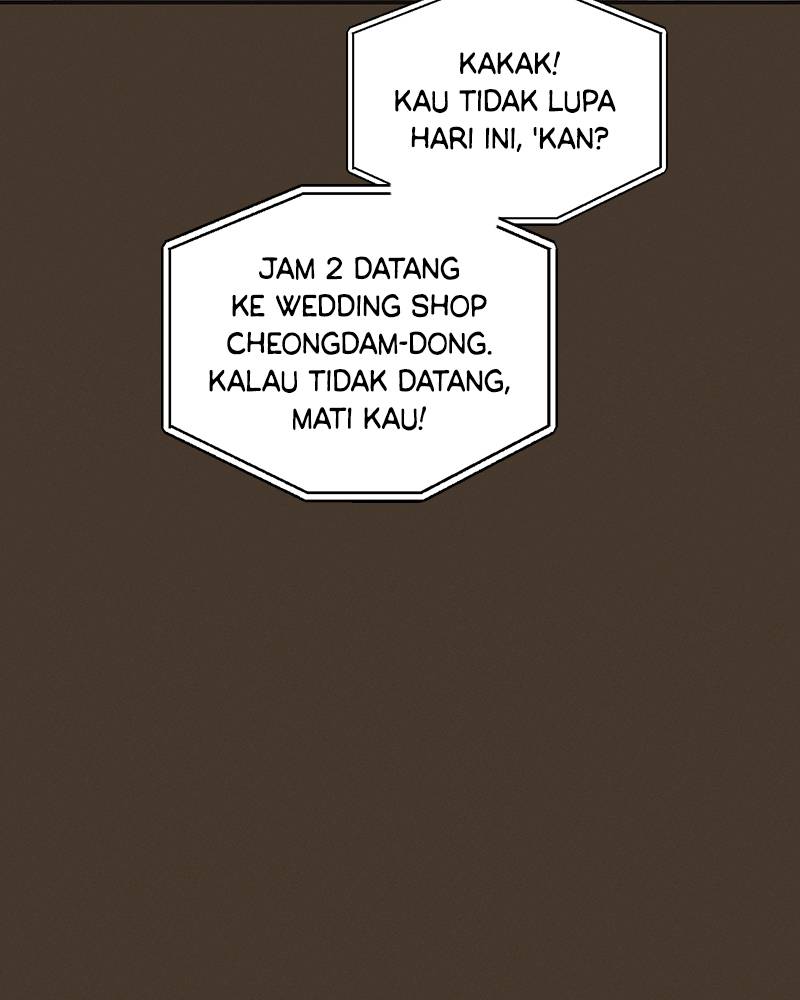 KAKAK!
KAU TIDAK LUPA
HARI INI, 'KAN?
JAM 2 DATANG
KE WEDDING SHOP
CHEONGDAM-DONG.
KALAU TIDAK DATANG,
MATI KAU!